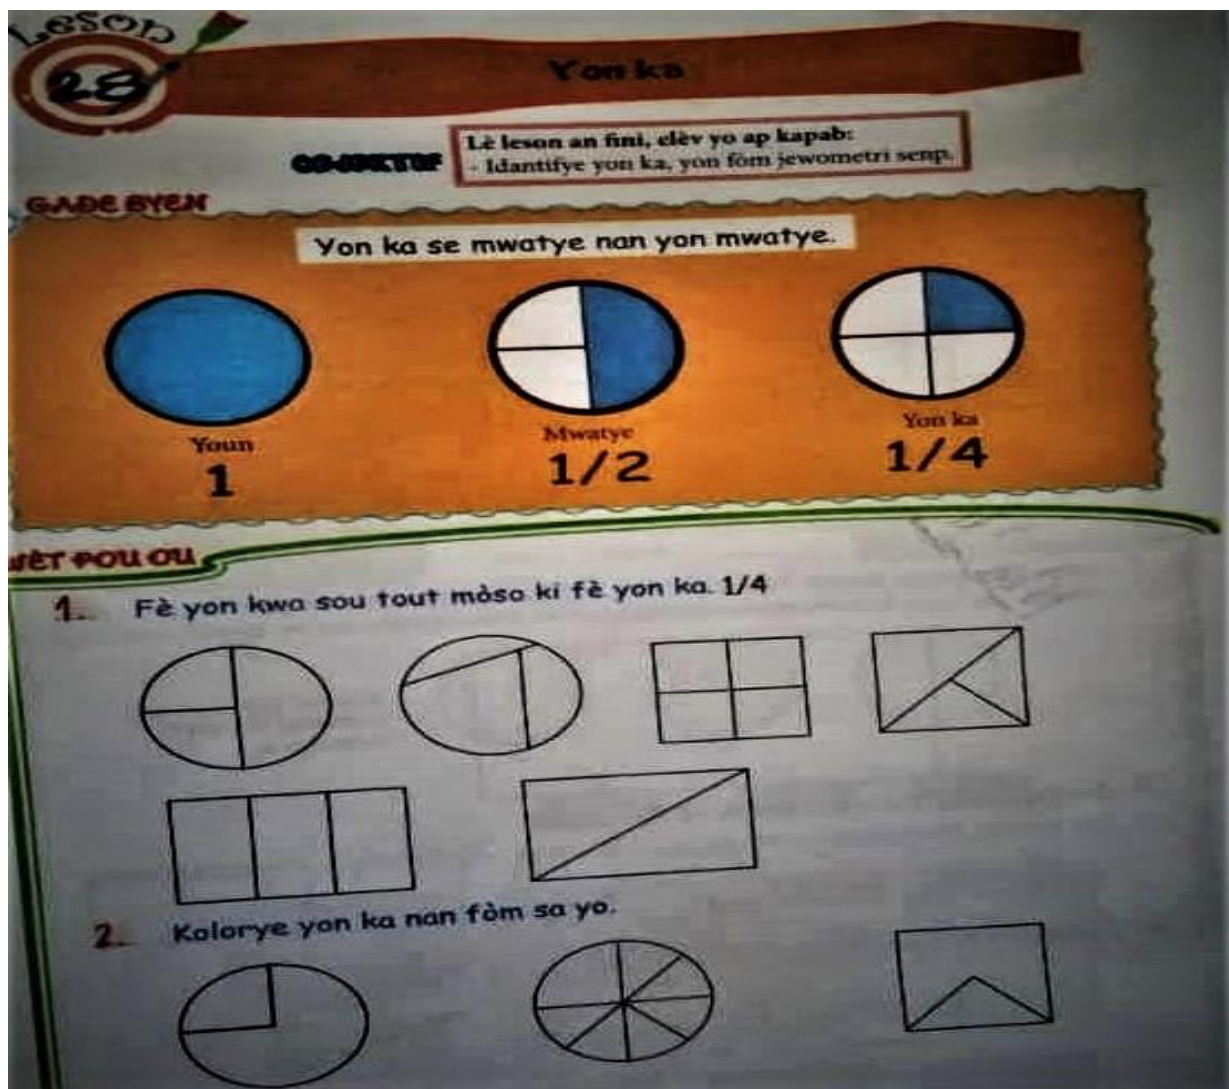 Leson
28
Yon ka
OBJEKTIF
Lè leson an fini, elèv yo ap kapab:
- Idantifye yon ka, yon fòm jewometri senp.
GADE BYEN
Yon ka se mwatye nan yon mwatye.
Youn
Mwatye
Yon ka
1
1/2
1/4
POU OU
1. Fè yon kwa sou tout mòso ki fè yon ka. 1/4
2. Kolorye yon ka nan fòm sa yo.